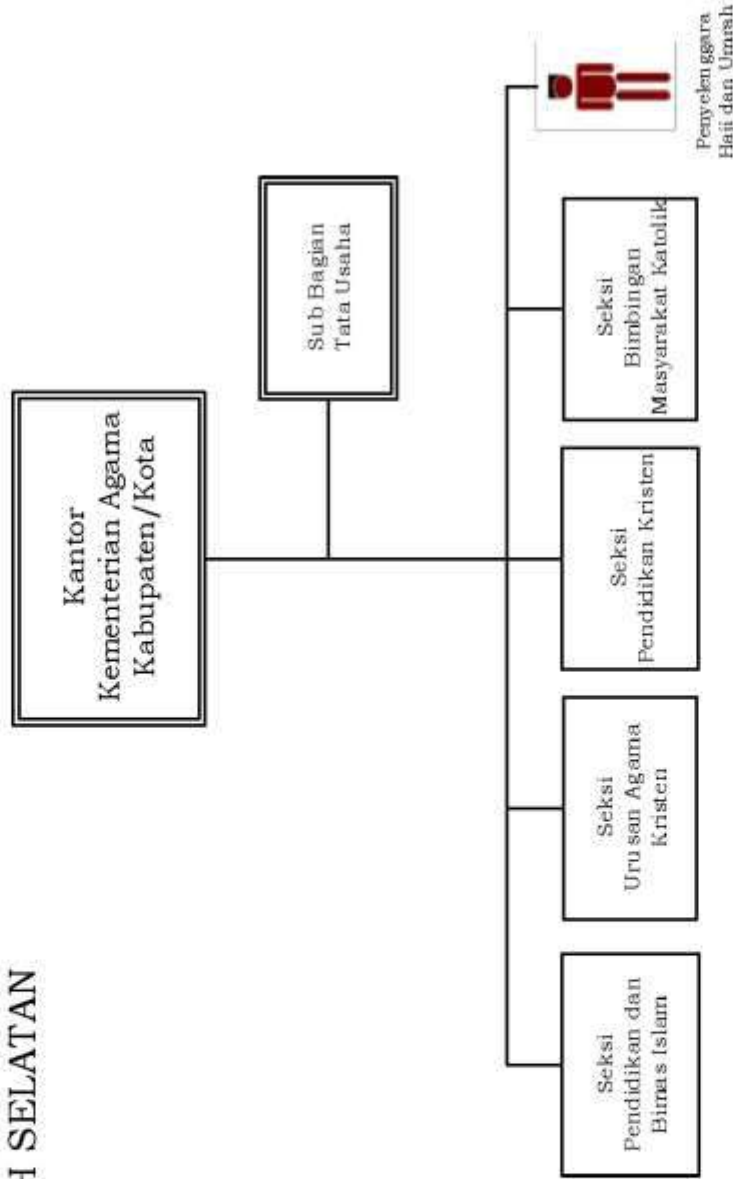 H SELATAN
Kantor
Kementerian Agama
Kabupaten/Kota
Sub Bagian
Tata Usaha
Seksi
Pendidikan dan
Bimas Islam
Seksi
Urusan Agama
Kristen
Seksi
Pendidikan Kristen
Seksi
Bimbingan
Masyarakat Katolik
Penyelenggara
Haji dan Umrah